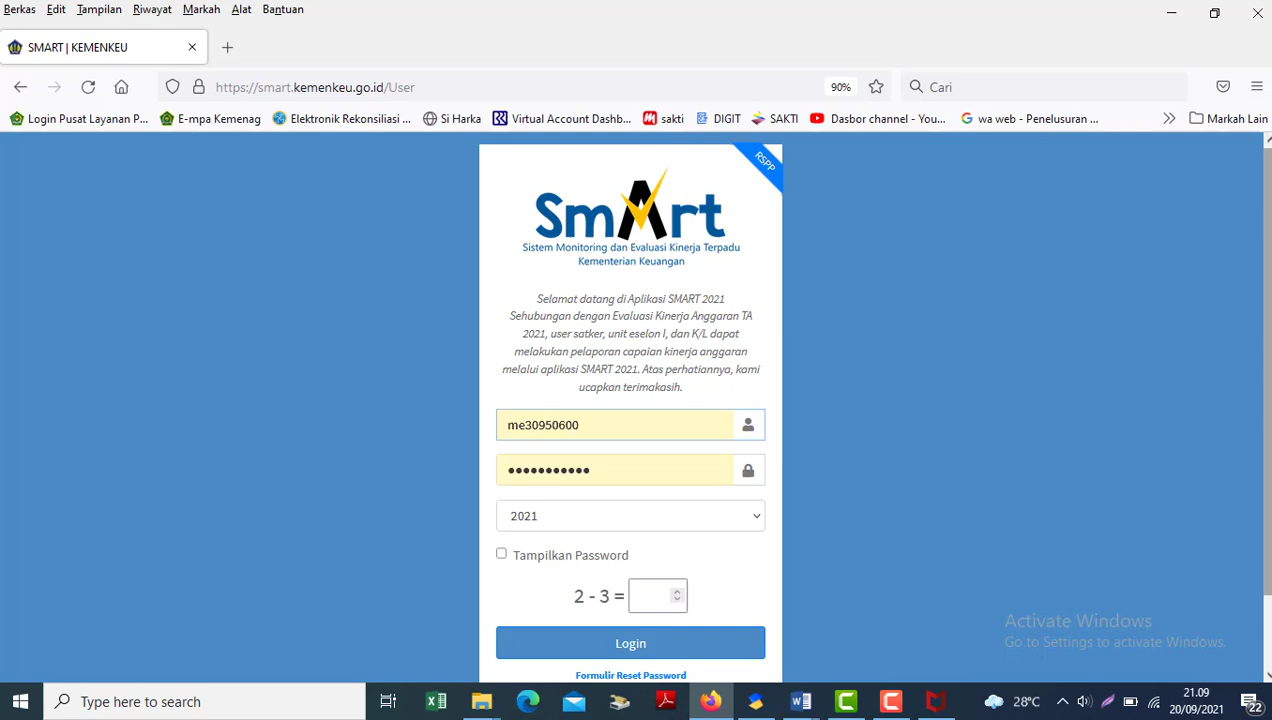 Berkas Edit Tampilan Riwayat Markah Alat Bantuan
SMART | KEMENKEU
https://smart.kemenkeu.go.id/User
90%
Cari
Login Pusat Layanan P... E-mpa Kemenag Elektronik Rekonsiliasi ... Si Harka Virtual Account Dashb... sakti DIGIT SAKTI Dasbor channel - You... wa web - Penelusuran ... Markah Lain
RSPP
SmArt
Sistem Monitoring dan Evaluasi Kinerja Terpadu
Kementerian Keuangan
Selamat datang di Aplikasi SMART 2021
Sehubungan dengan Evaluasi Kinerja Anggaran TA
2021, user satker, unit eselon I, dan K/L dapat
melakukan pelaporan capaian kinerja anggaran
melalui aplikasi SMART 2021. Atas perhatiannya, kami
ucapkan terimakasih.
me30950600
•••••••••••
2021
Tampilkan Password
2 - 3 =
Login
Formulir Reset Password
Activate Windows
Go to Settings to activate Windows.
Type here to search
28°C
21.09
20/09/2021
22